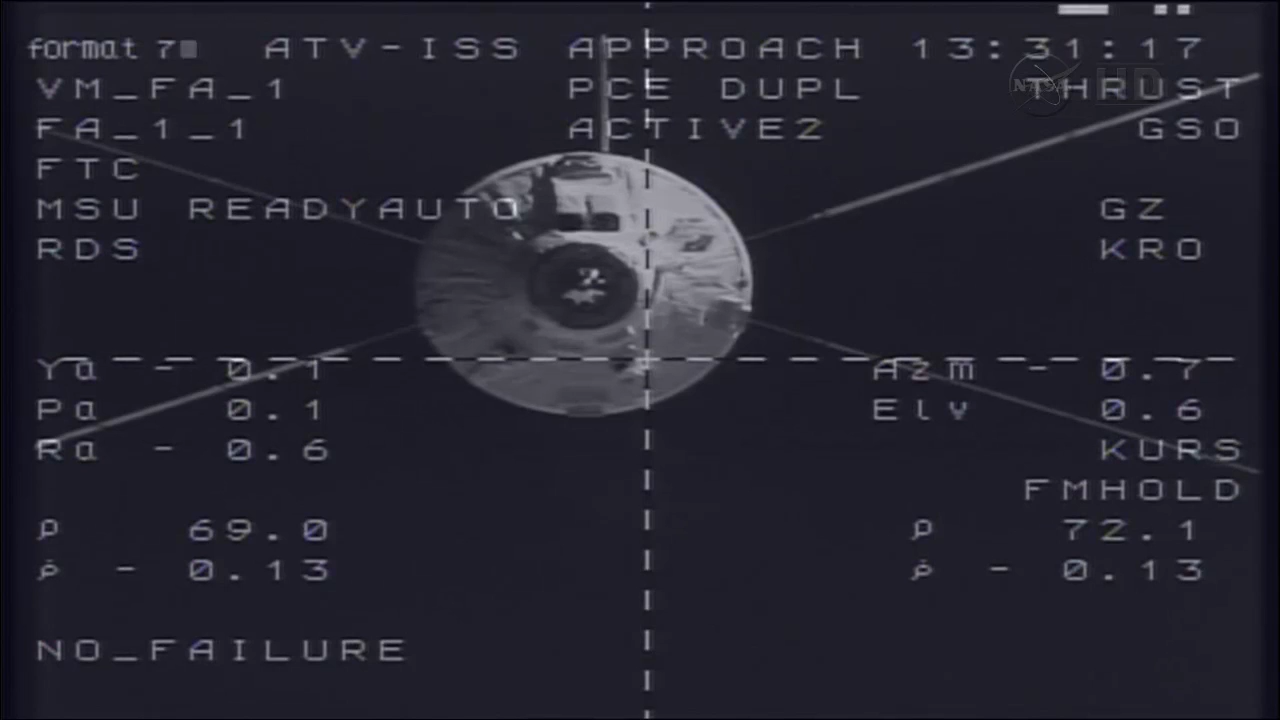 format 7 ATV-ISS APPROACH 13:31:17
VM_FA_1 PCE DUPL THRUST
FA_1_1 ACTIVE2 GSO
FTC
MSU READYAUTO GZ
RDS KRO
Ya - 0.1 Azm - 0.7
Pa 0.1 Elv 0.6
Ra - 0.6 KURS
FMHOLD
ρ 69.0 ρ 72.1
ρ̇ - 0.13 ρ̇ - 0.13
NO_FAILURE
NASA HD